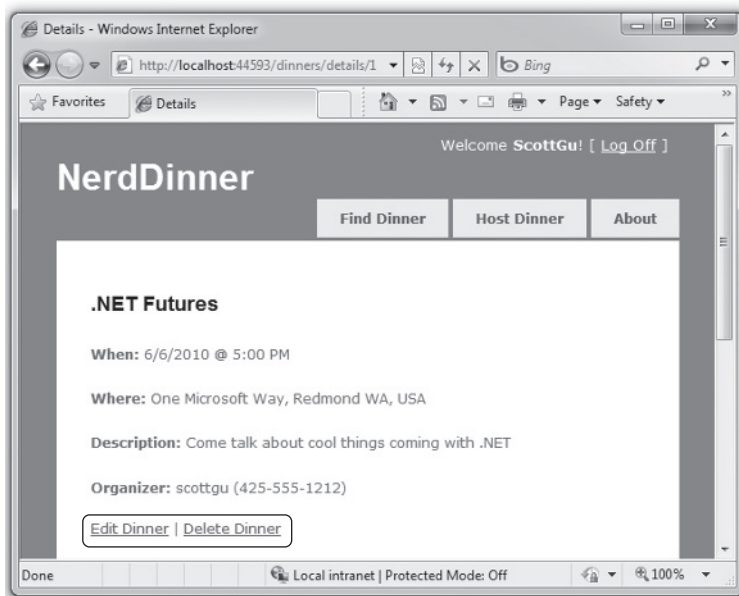 Details - Windows Internet Explorer
http://localhost:44593/dinners/details/1
Bing
Favorites
Details
Page
Safety
Welcome ScottGu! [ Log Off ]
NerdDinner
Find Dinner
Host Dinner
About
.NET Futures
When: 6/6/2010 @ 5:00 PM
Where: One Microsoft Way, Redmond WA, USA
Description: Come talk about cool things coming with .NET
Organizer: scottgu (425-555-1212)
Edit Dinner | Delete Dinner
Done
Local intranet | Protected Mode: Off
100%